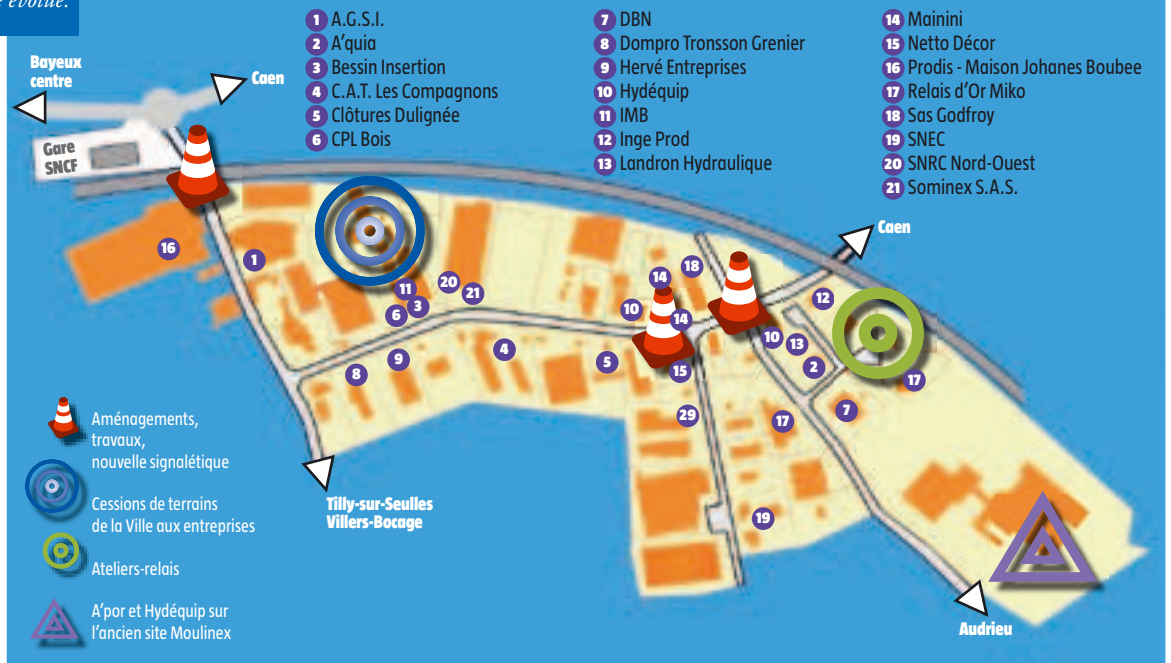 évolue.
1 A.G.S.I.
2 A'quia
3 Bessin Insertion
4 C.A.T. Les Compagnons
5 Clôtures Dulignée
6 CPL Bois
7 DBN
8 Dompro Tronsson Grenier
9 Hervé Entreprises
10 Hydéquip
11 IMB
12 Inge Prod
13 Landron Hydraulique
14 Mainini
15 Netto Décor
16 Prodis - Maison Johanes Boubee
17 Relais d'Or Miko
18 Sas Godfroy
19 SNEC
20 SNRC Nord-Ouest
21 Sominex S.A.S.
Bayeux
centre
Caen
Gare
SNCF
Caen
16
1
11
20
21
6
3
9
8
4
5
10
14
18
14
15
12
10
13
2
17
7
29
17
19
Tilly-sur-Seulles
Villers-Bocage
Audrieu
Aménagements,
travaux,
nouvelle signalétique
Cessions de terrains
de la Ville aux entreprises
Ateliers-relais
A'por et Hydéquip sur
l'ancien site Moulinex